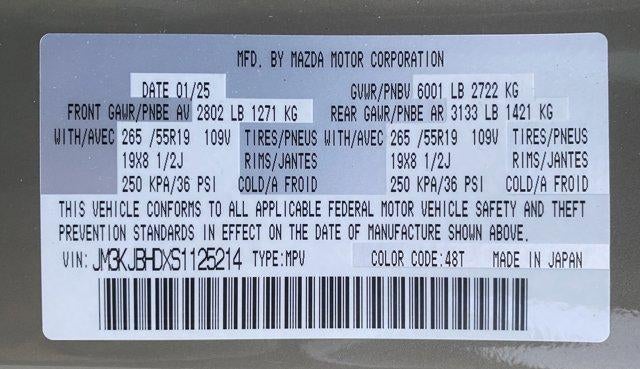 MFD. BY MAZDA MOTOR CORPORATION
DATE 01/25 GVWR/PNBV 6001 LB 2722 KG
FRONT GAWR/PNBE AV 2802 LB 1271 KG REAR GAWR/PNBE AR 3133 LB 1421 KG
WITH/AVEC 265 /55R19 109V TIRES/PNEUS WITH/AVEC 265 /55R19 109V TIRES/PNEUS
19X8 1/2J RIMS/JANTES 19X8 1/2J RIMS/JANTES
250 KPA/36 PSI COLD/A FROID 250 KPA/36 PSI COLD/A FROID
THIS VEHICLE CONFORMS TO ALL APPLICABLE FEDERAL MOTOR VEHICLE SAFETY AND THEFT
PREVENTION STANDARDS IN EFFECT ON THE DATE OF MANUFACTURE SHOWN ABOVE.
VIN: JM3KJBHDXS1125214 TYPE:MPV COLOR CODE:48T MADE IN JAPAN